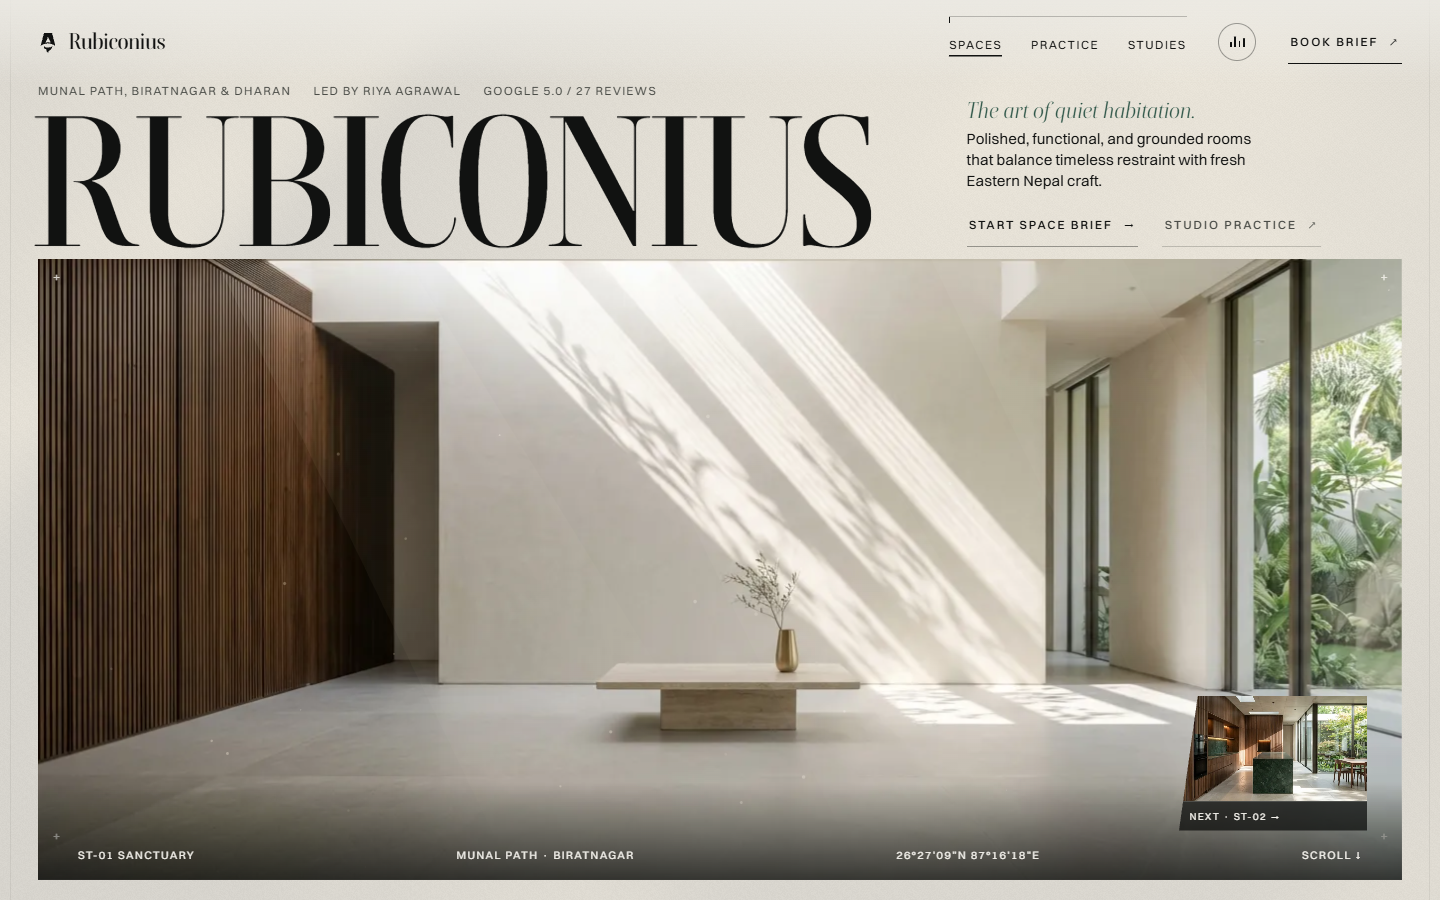 Rubiconius
SPACES
PRACTICE
STUDIES
BOOK BRIEF ↗
MUNAL PATH, BIRATNAGAR & DHARAN
LED BY RIYA AGRAWAL
GOOGLE 5.0 / 27 REVIEWS
RUBICONIUS
The art of quiet habitation.
Polished, functional, and grounded rooms
that balance timeless restraint with fresh
Eastern Nepal craft.
START SPACE BRIEF →
STUDIO PRACTICE ↗
NEXT · ST-02 →
ST-01 SANCTUARY
MUNAL PATH · BIRATNAGAR
26°27'09"N 87°16'18"E
SCROLL ↓